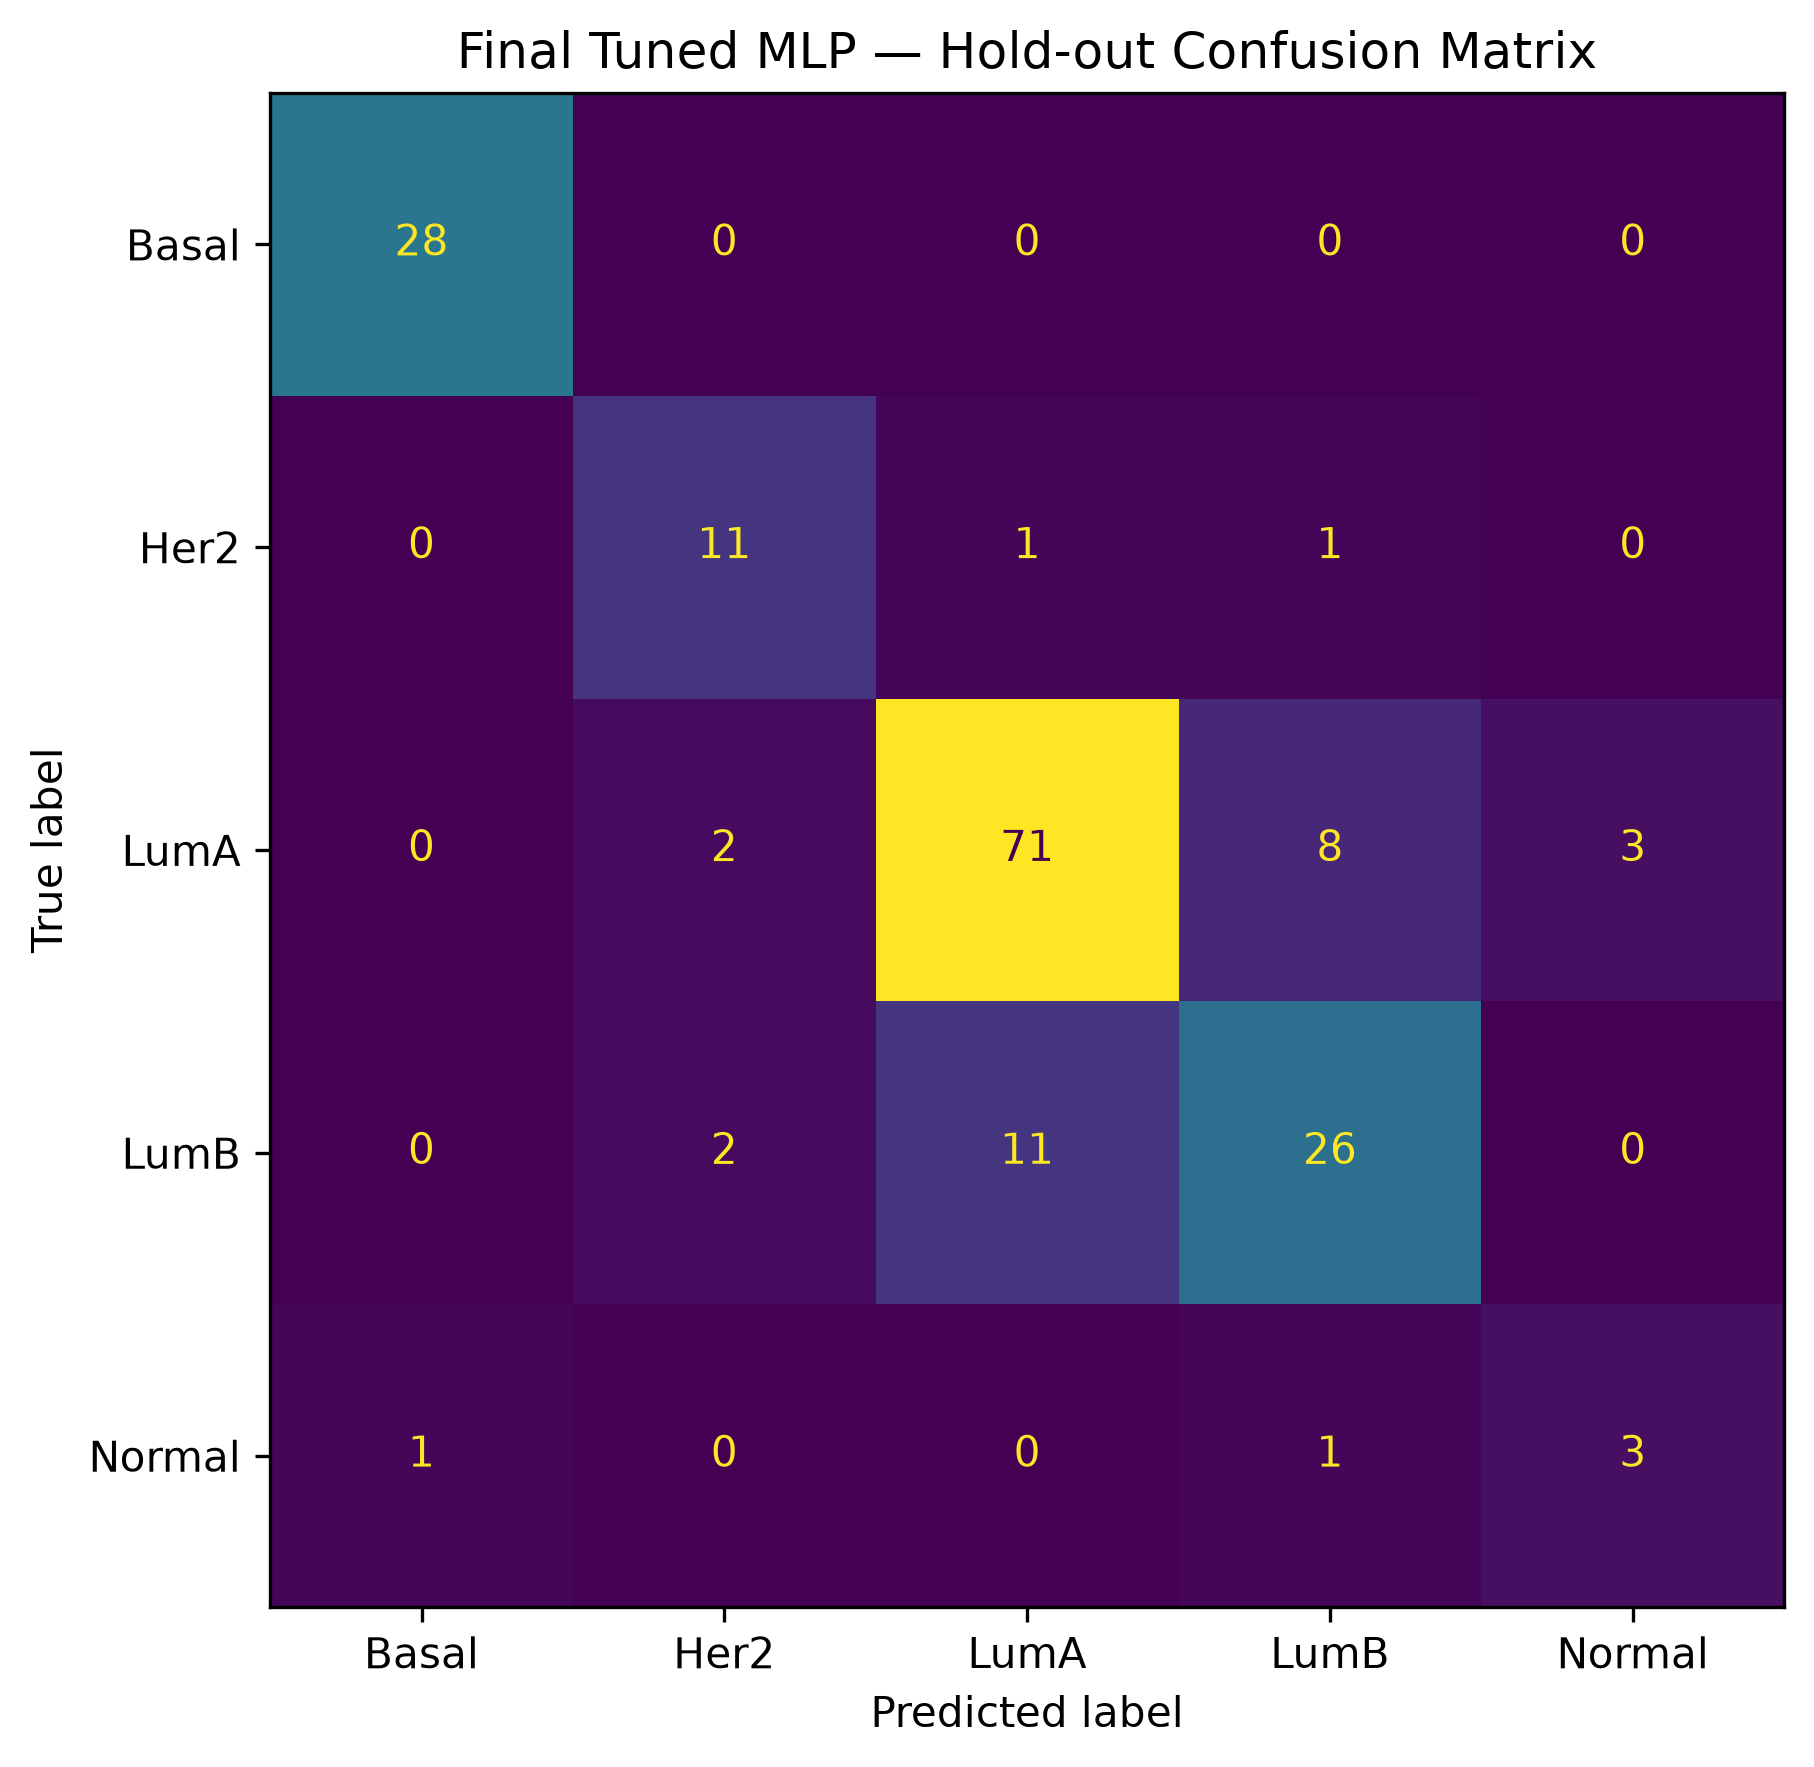 Final Tuned MLP — Hold-out Confusion Matrix
Basal 28 0 0 0 0
Her2 0 11 1 1 0
LumA 0 2 71 8 3
LumB 0 2 11 26 0
Normal 1 0 0 1 3
True label
Basal Her2 LumA LumB Normal
Predicted label